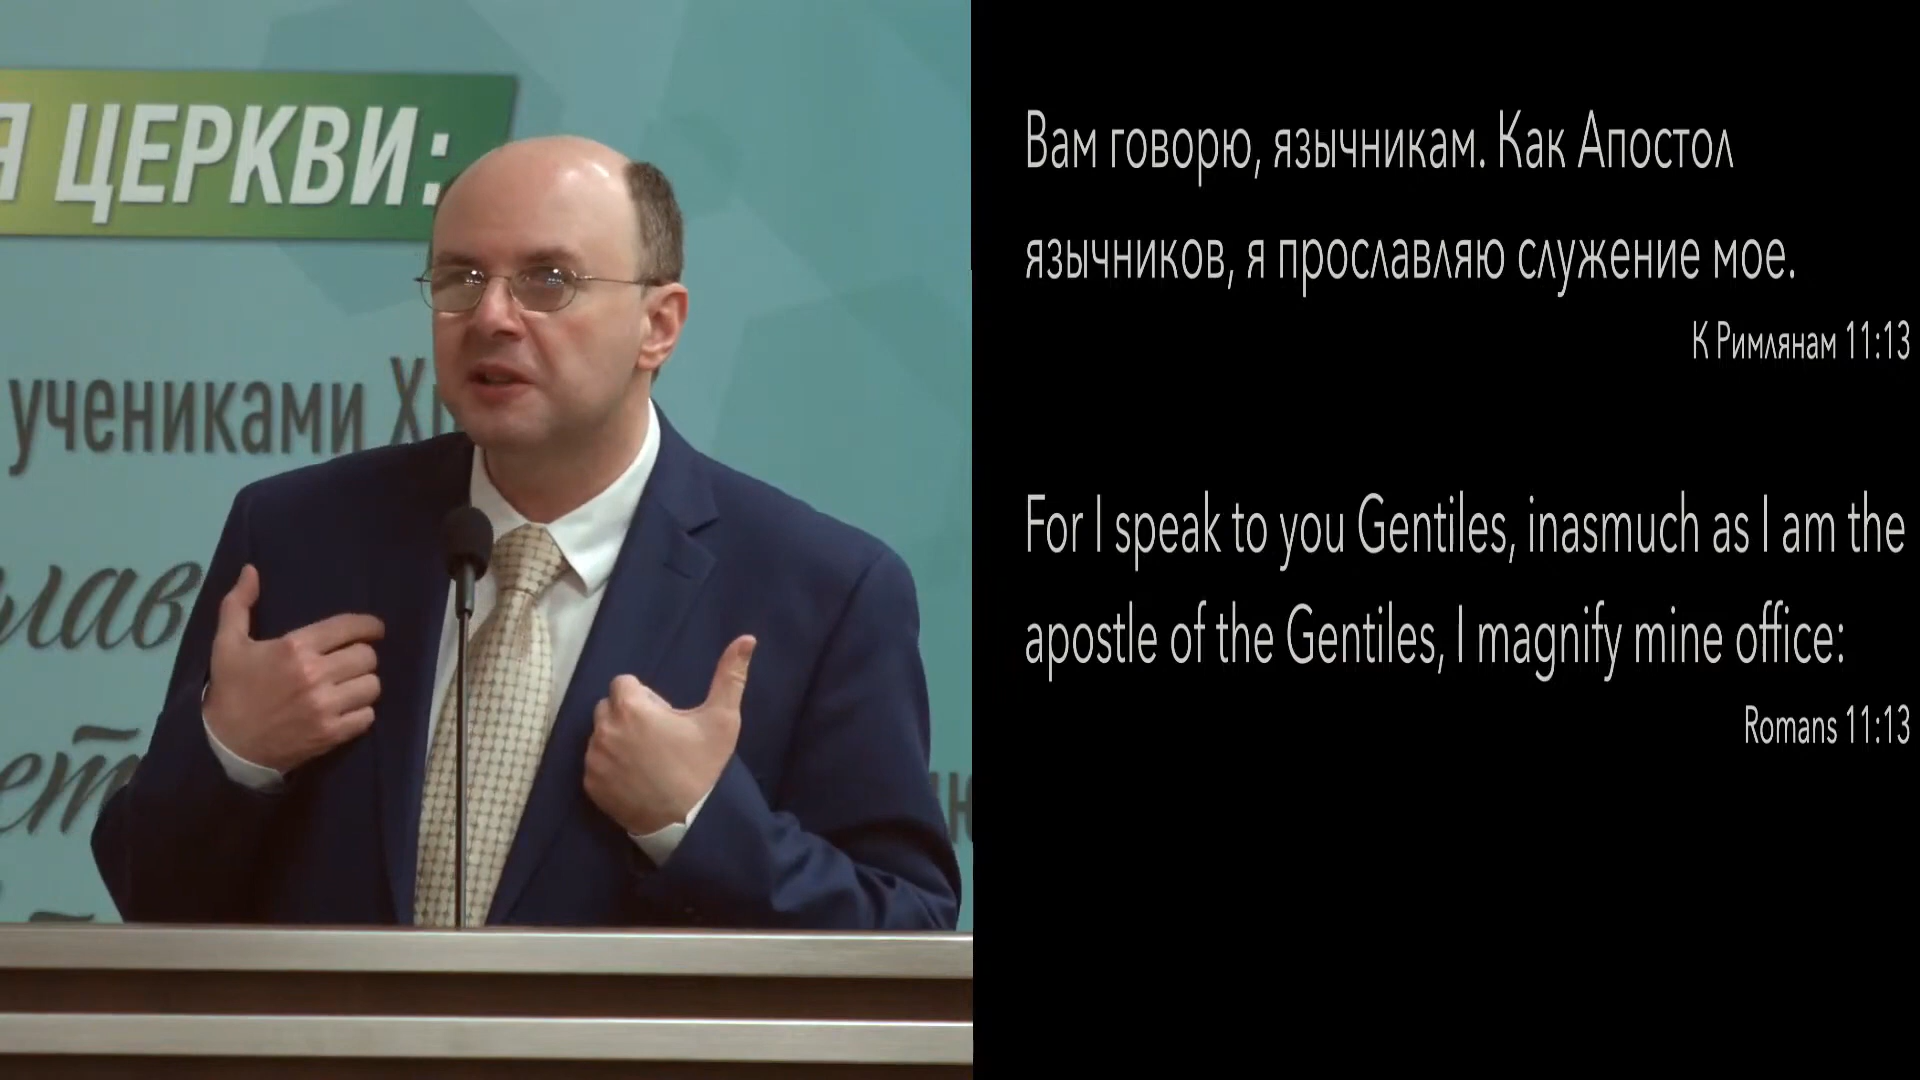 Я ЦЕРКВИ:
учениками
Вам говорю, язычникам. Как Апостол
язычников, я прославляю служение мое.
К Римлянам 11:13
For I speak to you Gentiles, inasmuch as I am the
apostle of the Gentiles, I magnify mine office:
Romans 11:13